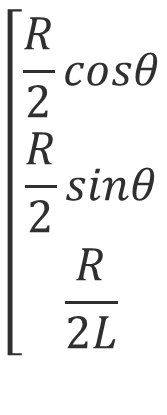 [ R/2 cosθ
R/2 sinθ
R/2L